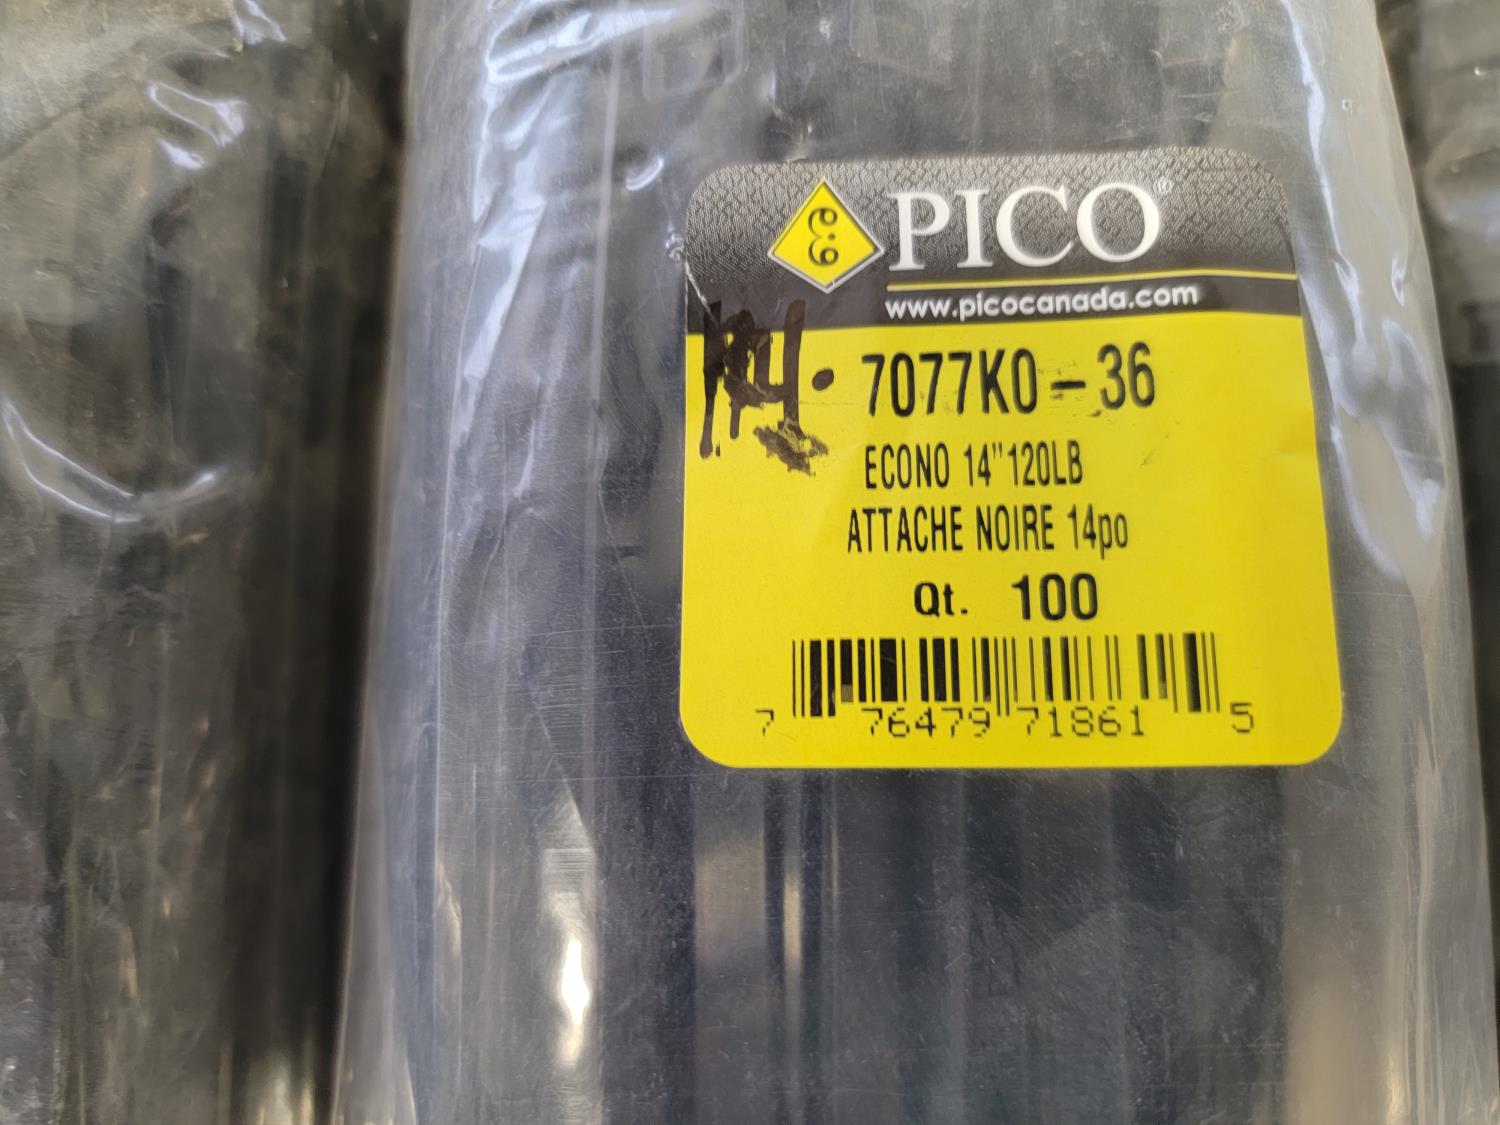 PICO®
www.picocanada.com
7077K0-36
ECONO 14" 120LB
ATTACHE NOIRE 14po
Qt. 100
7 76479 71861 5